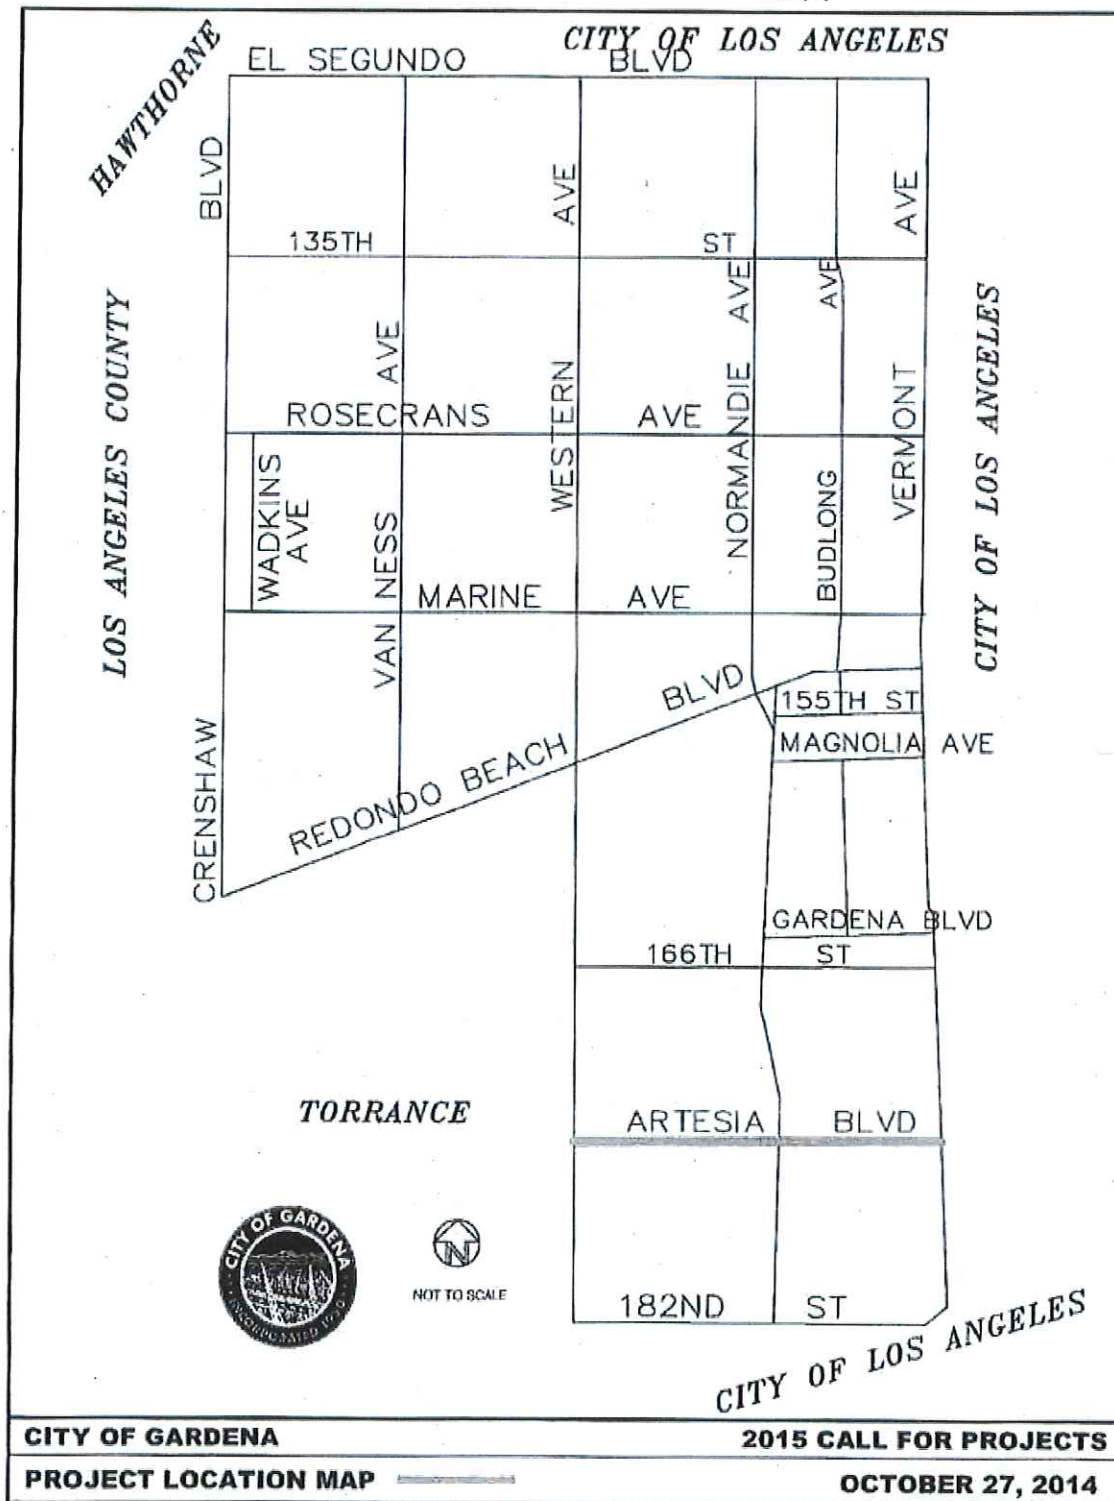 CITY OF LOS ANGELES
HAWTHORNE
EL SEGUNDO BLVD
BLVD
AVE
AVE
135TH ST
AVE
AVE
AVE
LOS ANGELES COUNTY
CITY OF LOS ANGELES
ROSECRANS AVE
WESTERN
NORMANDIE
VERMONT
WADKINS
AVE
VAN NESS
BUDLONG
MARINE AVE
REDONDO BEACH BLVD
155TH ST
MAGNOLIA AVE
CRENSHAW
GARDENA BLVD
166TH ST
TORRANCE
ARTESIA BLVD
CITY OF GARDENA
INCORPORATED 1930
N
NOT TO SCALE
182ND ST
CITY OF LOS ANGELES
CITY OF GARDENA
2015 CALL FOR PROJECTS
PROJECT LOCATION MAP
OCTOBER 27, 2014